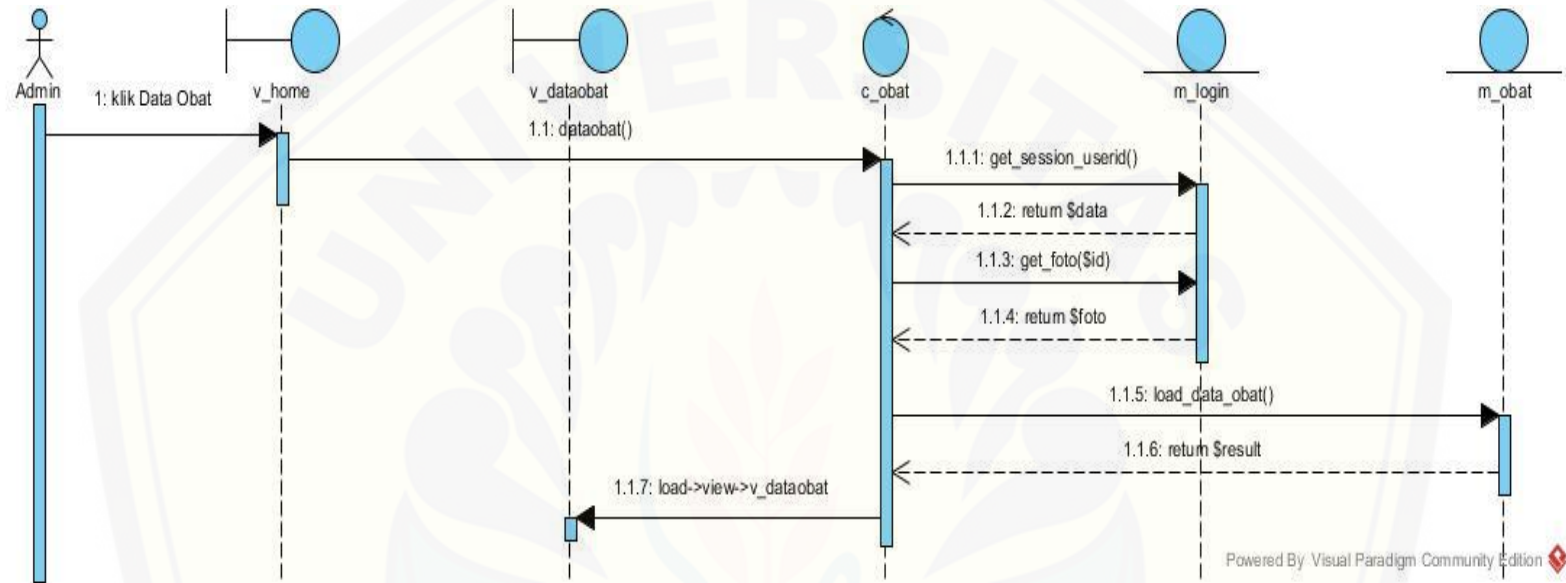 Admin
v_home
v_dataobat
c_obat
m_login
m_obat
1: klik Data Obat
1.1: dataobat()
1.1.1: get_session_userid()
1.1.2: return $data
1.1.3: get_foto($id)
1.1.4: return $foto
1.1.5: load_data_obat()
1.1.6: return $result
1.1.7: load->view->v_dataobat
UNIVERSITAS
Powered By Visual Paradigm Community Edition